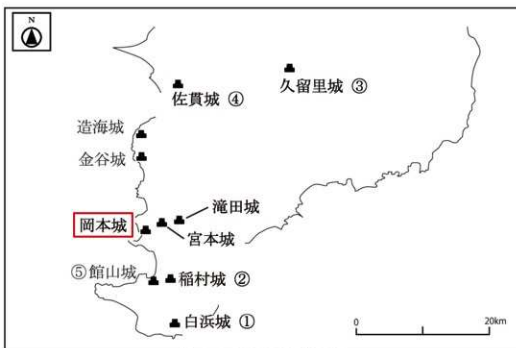 N
久留里城 ③
佐貫城 ④
造海城
金谷城
滝田城
岡本城
宮本城
⑤館山城
稲村城 ②
白浜城 ①
0
20km